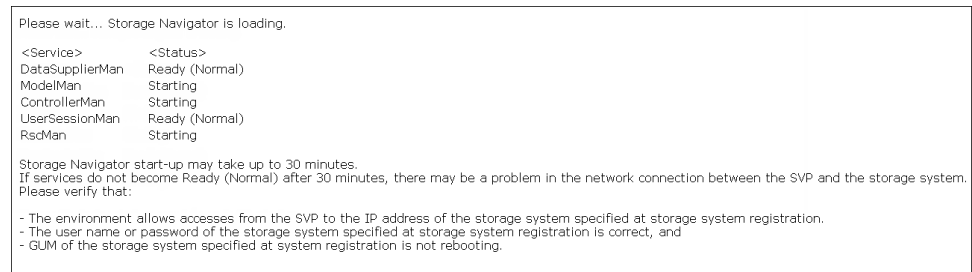 Please wait... Storage Navigator is loading.
<Service> <Status>
DataSupplierMan Ready (Normal)
ModelMan Starting
ControllerMan Starting
UserSessionMan Ready (Normal)
RscMan Starting
Storage Navigator start-up may take up to 30 minutes.
If services do not become Ready (Normal) after 30 minutes, there may be a problem in the network connection between the SVP and the storage system.
Please verify that:
- The environment allows accesses from the SVP to the IP address of the storage system specified at storage system registration.
- The user name or password of the storage system specified at storage system registration is correct, and
- GUM of the storage system specified at system registration is not rebooting.